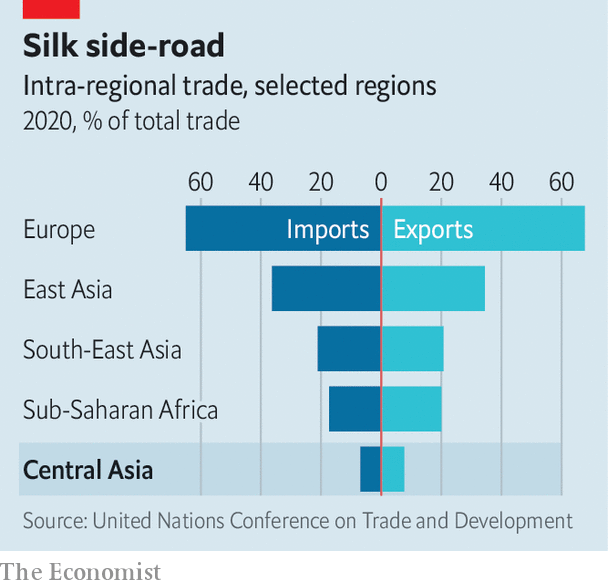 Silk side-road
Intra-regional trade, selected regions
2020, % of total trade
60 40 20 0 20 40 60
Europe Imports Exports
East Asia
South-East Asia
Sub-Saharan Africa
Central Asia
Source: United Nations Conference on Trade and Development
The Economist